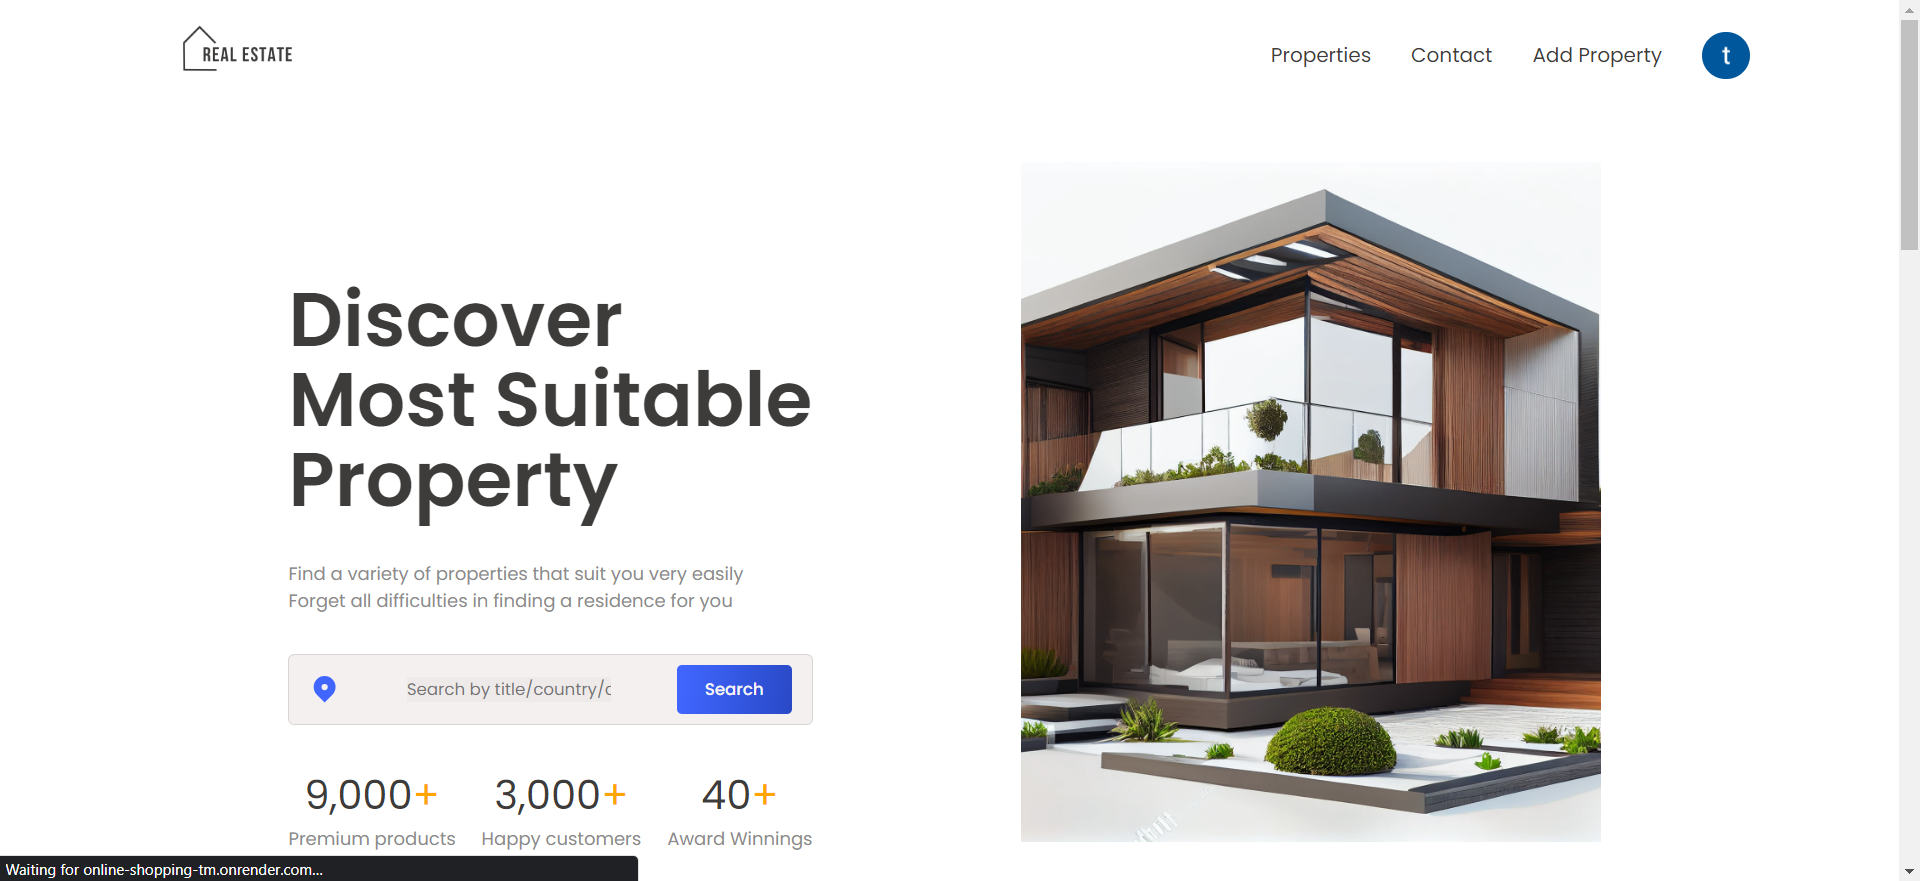 REAL ESTATE
Properties
Contact
Add Property
t
Discover
Most Suitable
Property
Find a variety of properties that suit you very easily
Forget all difficulties in finding a residence for you
Search by title/country/c
Search
9,000+
3,000+
40+
Premium products
Happy customers
Award Winnings
Waiting for online-shopping-tm.onrender.com...